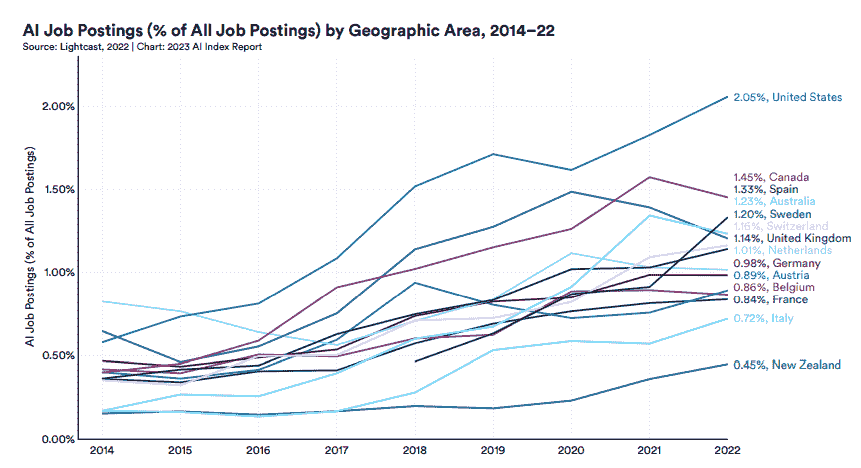 AI Job Postings (% of All Job Postings) by Geographic Area, 2014–22
Source: Lightcast, 2022 | Chart: 2023 AI Index Report
AI Job Postings (% of All Job Postings)
2.00%
1.50%
1.00%
0.50%
0.00%
2014 2015 2016 2017 2018 2019 2020 2021 2022
2.05%, United States
1.45%, Canada
1.33%, Spain
1.23%, Australia
1.20%, Sweden
1.16%, Switzerland
1.14%, United Kingdom
1.01%, Netherlands
0.98%, Germany
0.89%, Austria
0.86%, Belgium
0.84%, France
0.72%, Italy
0.45%, New Zealand